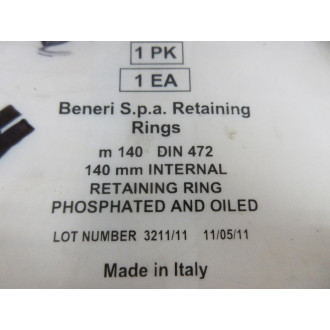 1 PK
1 EA
Beneri S.p.a. Retaining
Rings
m 140 DIN 472
140 mm INTERNAL
RETAINING RING
PHOSPHATED AND OILED
LOT NUMBER 3211/11 11/05/11
Made in Italy